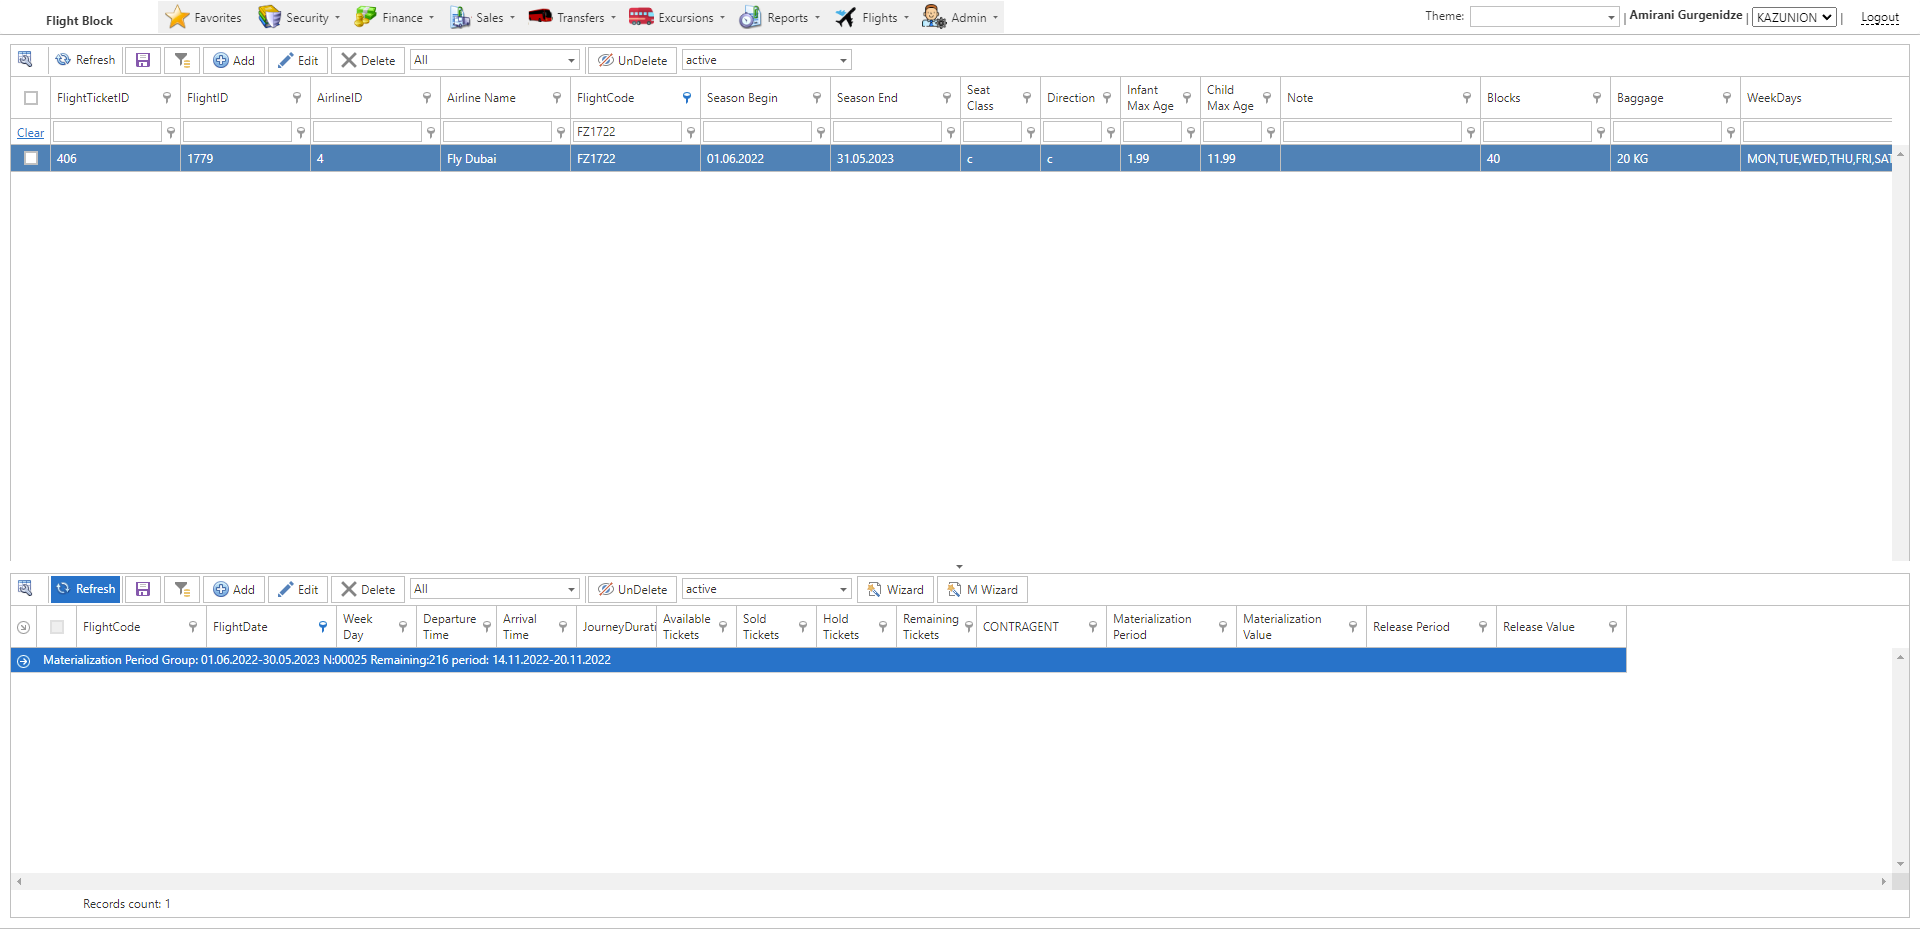 Flight Block Favorites Security Finance Sales Transfers Excursions Reports Flights Admin Theme: | Amirani Gurgenidze | KAZUNION | Logout
Refresh Add Edit Delete All UnDelete active
FlightTicketID FlightID AirlineID Airline Name FlightCode Season Begin Season End Seat Class Direction Infant Max Age Child Max Age Note Blocks Baggage WeekDays
Clear FZ1722
406 1779 4 Fly Dubai FZ1722 01.06.2022 31.05.2023 c c 1.99 11.99 40 20 KG MON,TUE,WED,THU,FRI,SAT
Refresh Add Edit Delete All UnDelete active Wizard M Wizard
FlightCode FlightDate Week Day Departure Time Arrival Time JourneyDurati Available Tickets Sold Tickets Hold Tickets Remaining Tickets CONTRAGENT Materialization Period Materialization Value Release Period Release Value
Materialization Period Group: 01.06.2022-30.05.2023 N:00025 Remaining:216 period: 14.11.2022-20.11.2022
Records count: 1